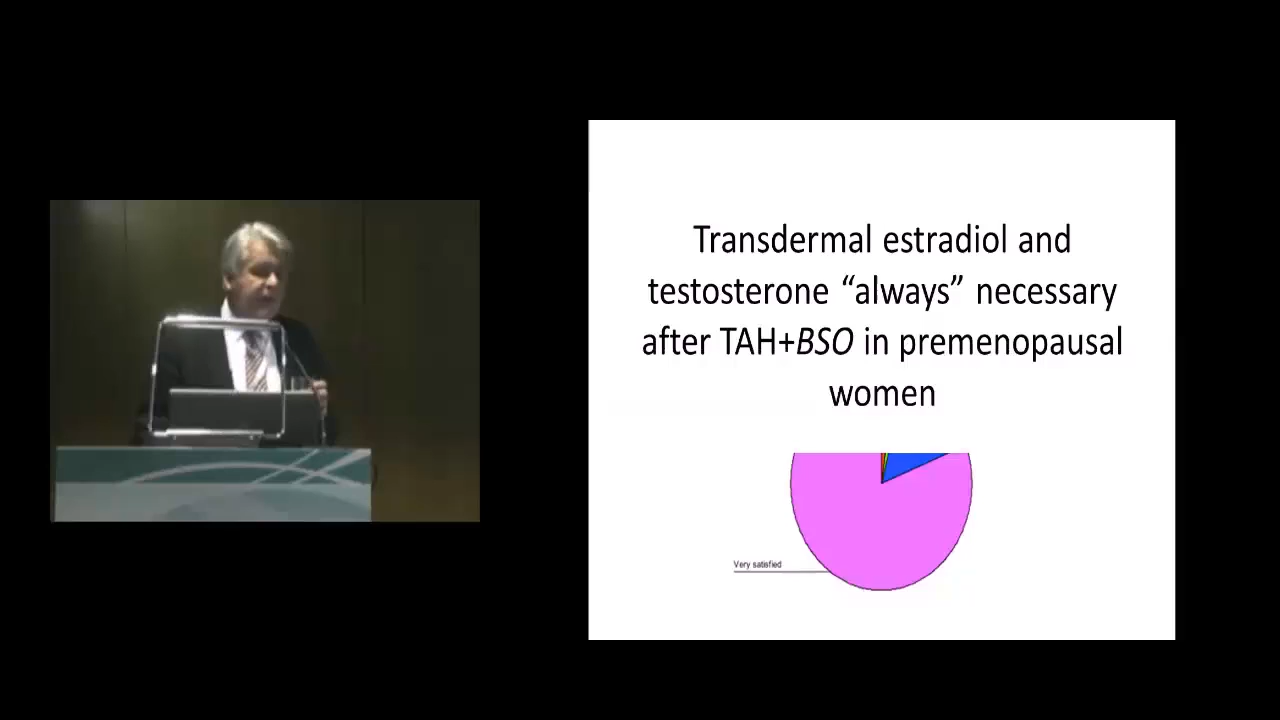 Transdermal estradiol and
testosterone “always” necessary
after TAH+BSO in premenopausal
women
Very satisfied